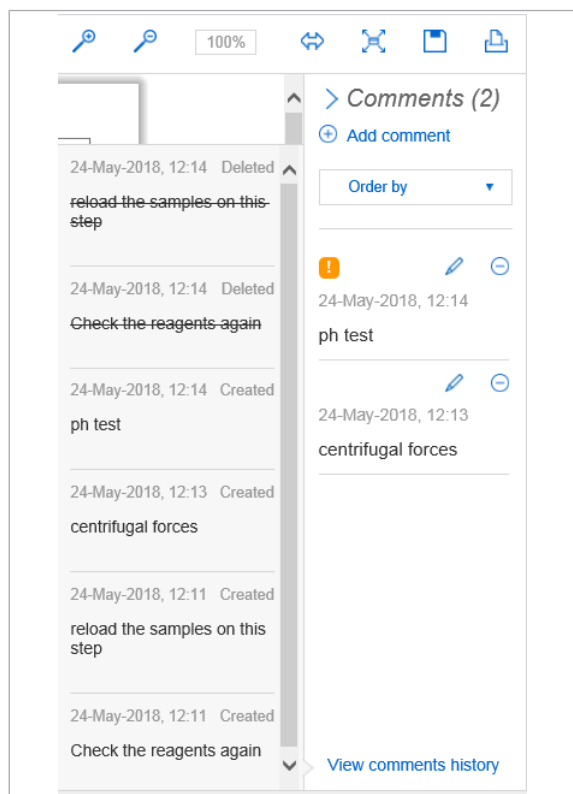 100%
24-May-2018, 12:14 Deleted
reload the samples on this
step
24-May-2018, 12:14 Deleted
Check the reagents again
24-May-2018, 12:14 Created
ph test
24-May-2018, 12:13 Created
centrifugal forces
24-May-2018, 12:11 Created
reload the samples on this
step
24-May-2018, 12:11 Created
Check the reagents again
Comments (2)
Add comment
Order by
!
24-May-2018, 12:14
ph test
24-May-2018, 12:13
centrifugal forces
View comments history